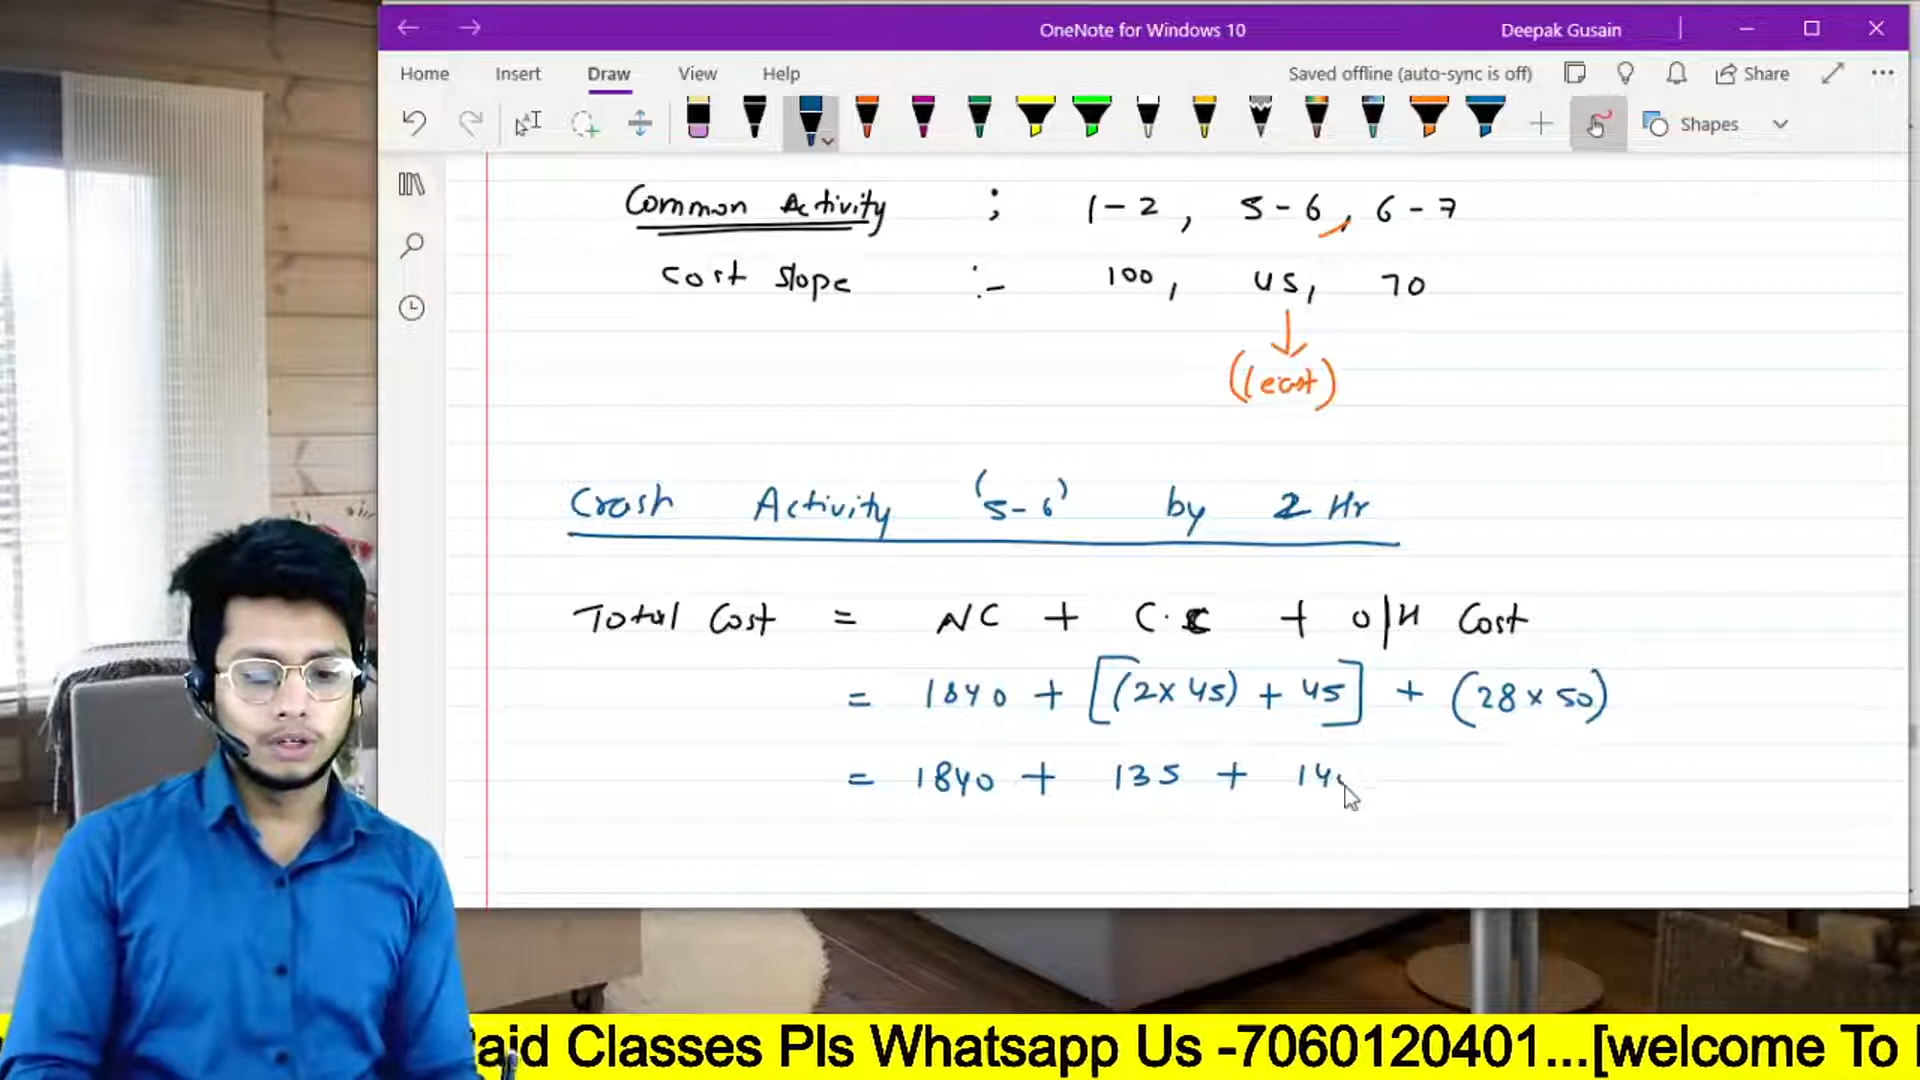 OneNote for Windows 10
Deepak Gusain
Home Insert Draw View Help
Saved offline (auto-sync is off)
Share
Shapes
Common Activity ; 1-2, 5-6, 6-7
Cost slope :- 100, 45, 70
(least)
Crash Activity '5-6' by 2 Hr
Total Cost = NC + C.C + O/H Cost
= 1840 + [(2×45) + 45] + (28×50)
= 1840 + 135 + 14
Classes Pls Whatsapp Us -7060120401...[welcome To